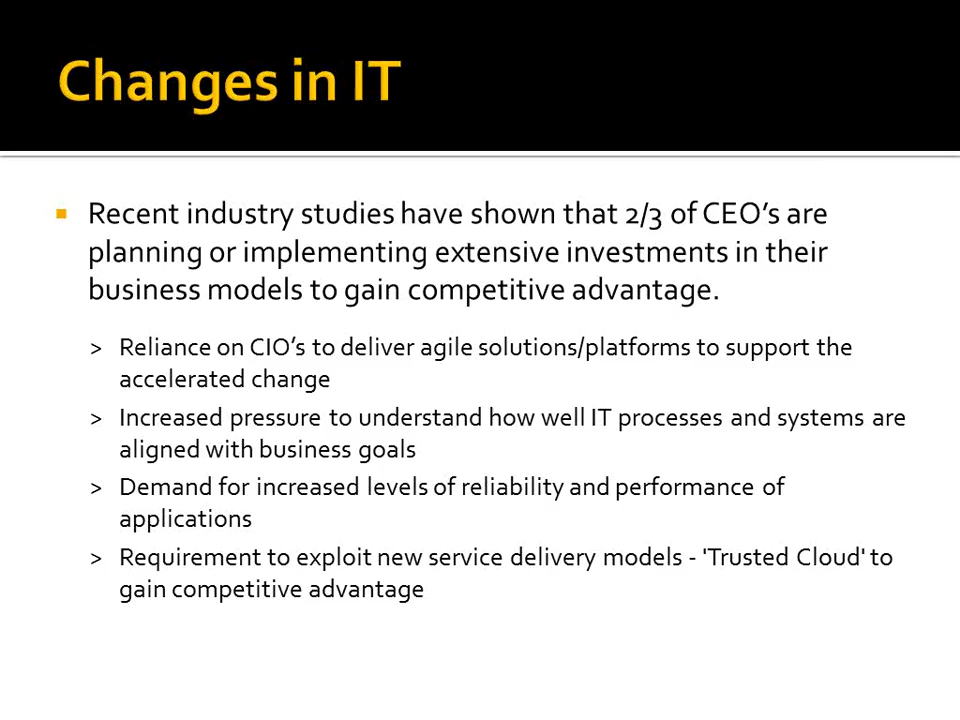 Changes in IT
Recent industry studies have shown that 2/3 of CEO’s are
planning or implementing extensive investments in their
business models to gain competitive advantage.
> Reliance on CIO’s to deliver agile solutions/platforms to support the
accelerated change
> Increased pressure to understand how well IT processes and systems are
aligned with business goals
> Demand for increased levels of reliability and performance of
applications
> Requirement to exploit new service delivery models - 'Trusted Cloud' to
gain competitive advantage